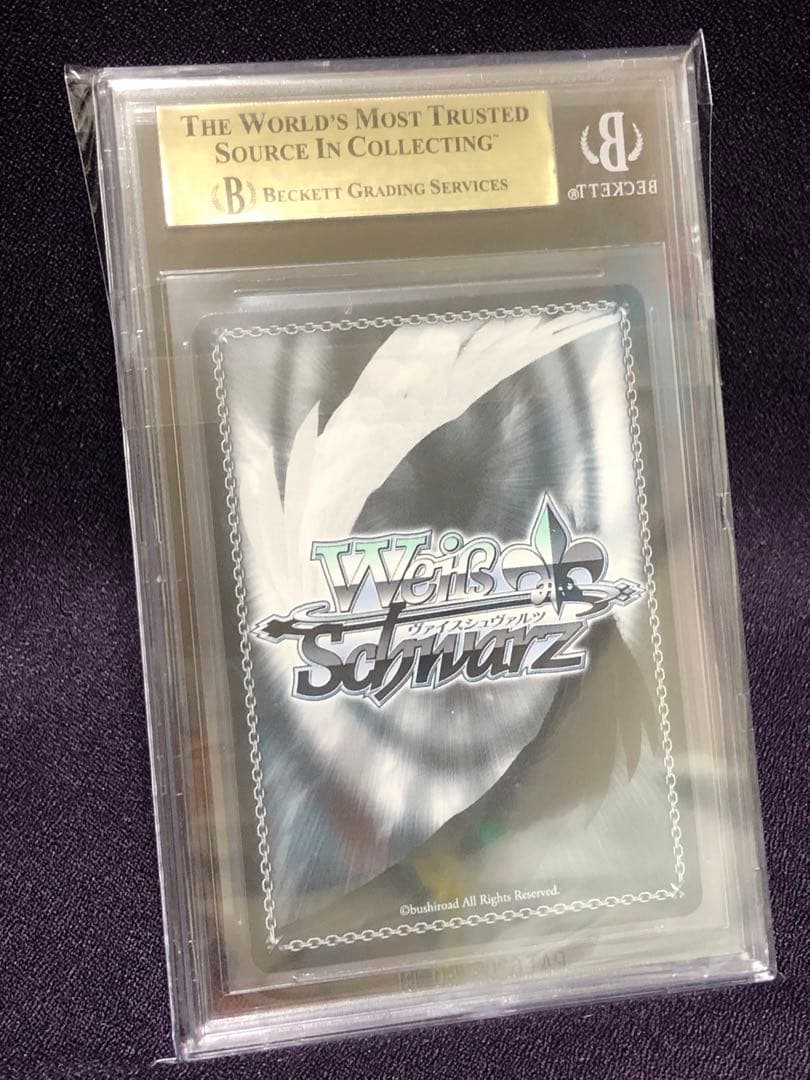 THE WORLD'S MOST TRUSTED
SOURCE IN COLLECTING™
B BECKETT GRADING SERVICES
B
BECKETT®
Weiß
ヴァイスシュヴァルツ
Schwarz
©bushiroad All Rights Reserved.